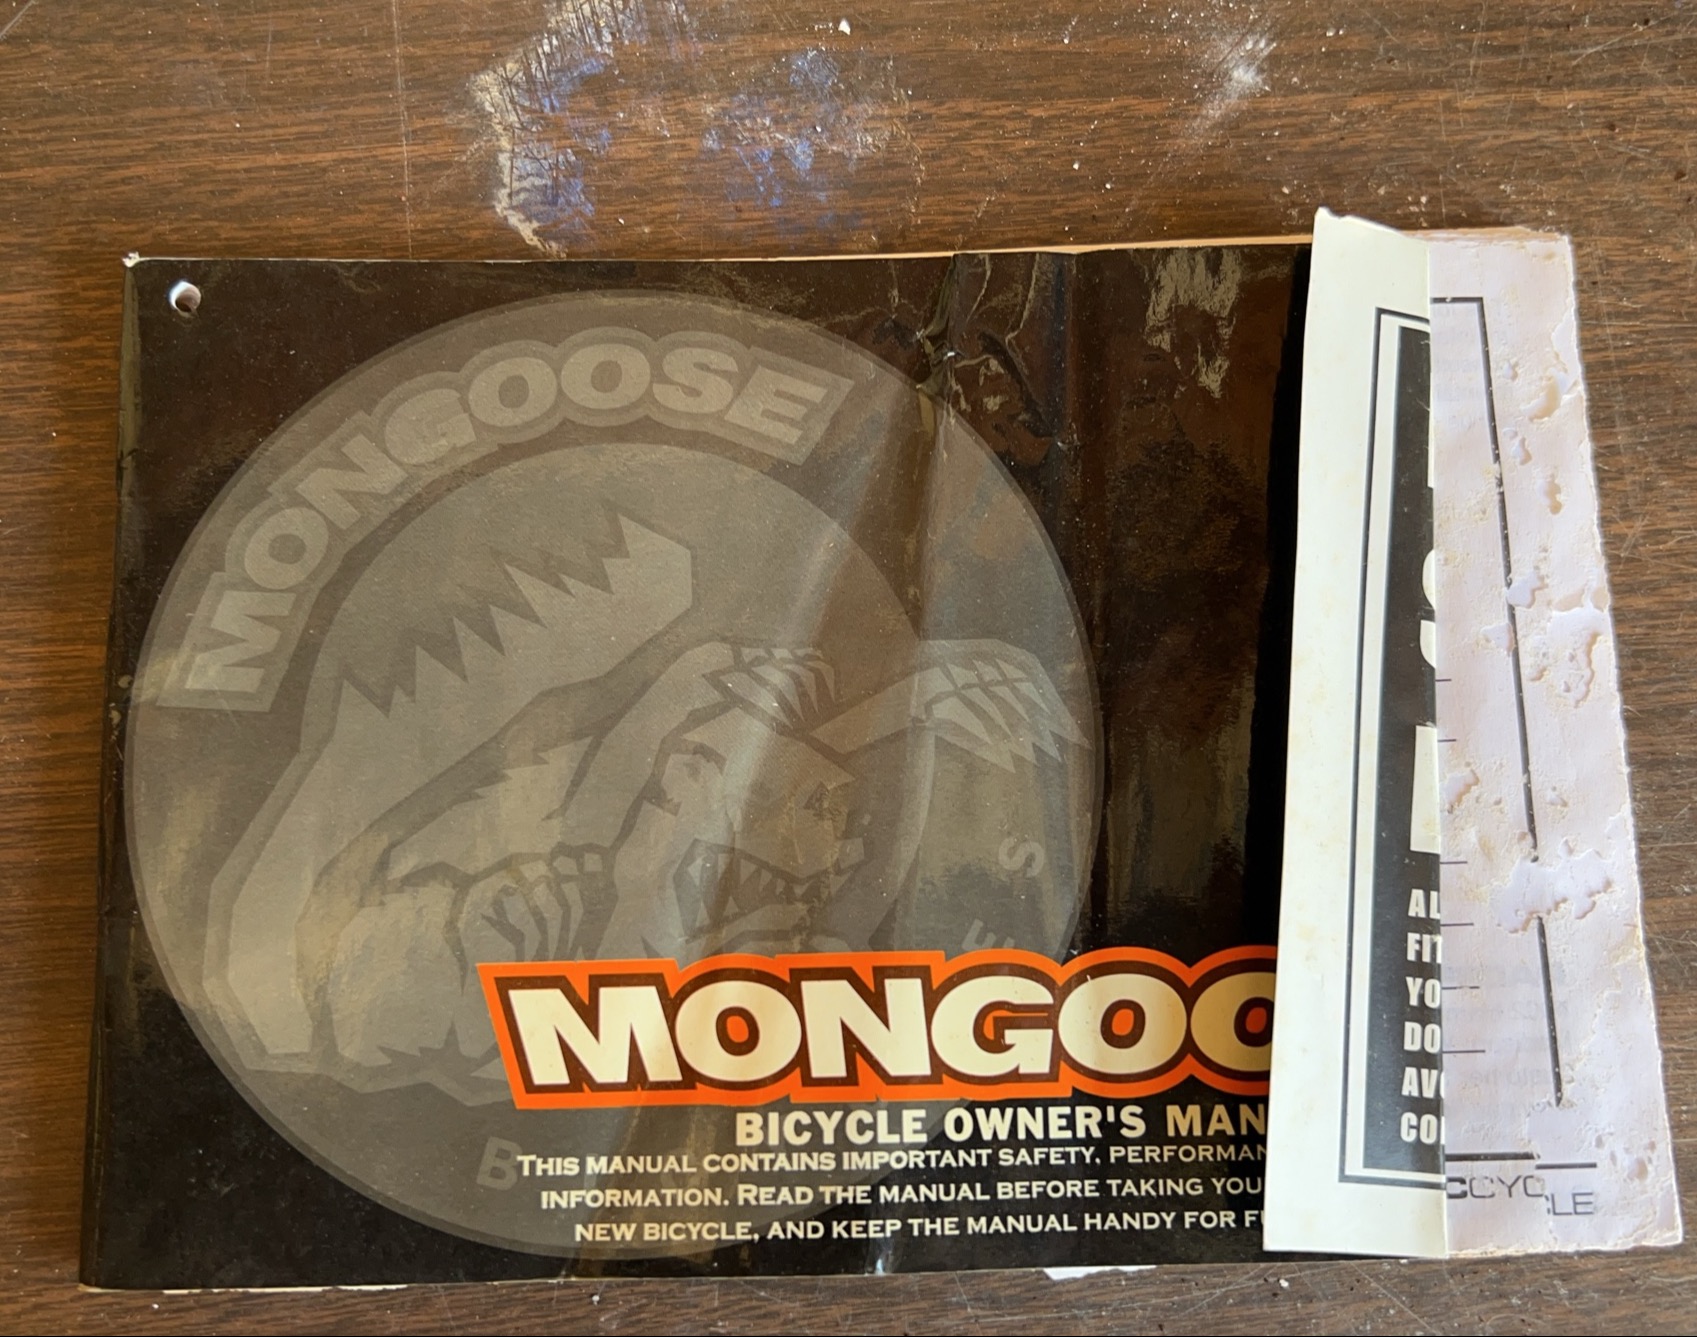 MONGOOSE
S
MONGOO
BICYCLE OWNER'S MAN
THIS MANUAL CONTAINS IMPORTANT SAFETY, PERFORMAN
INFORMATION. READ THE MANUAL BEFORE TAKING YOU
NEW BICYCLE, AND KEEP THE MANUAL HANDY FOR F
B
AL
FIT
YO
DO
AV
CO
CYCLE